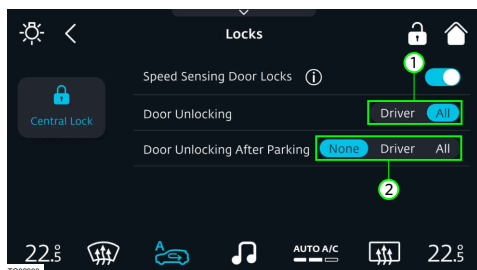 Locks
1
Speed Sensing Door Locks i
Central Lock
Door Unlocking Driver All
Door Unlocking After Parking None Driver All
2
22.5° A AUTO A/C 22.5°